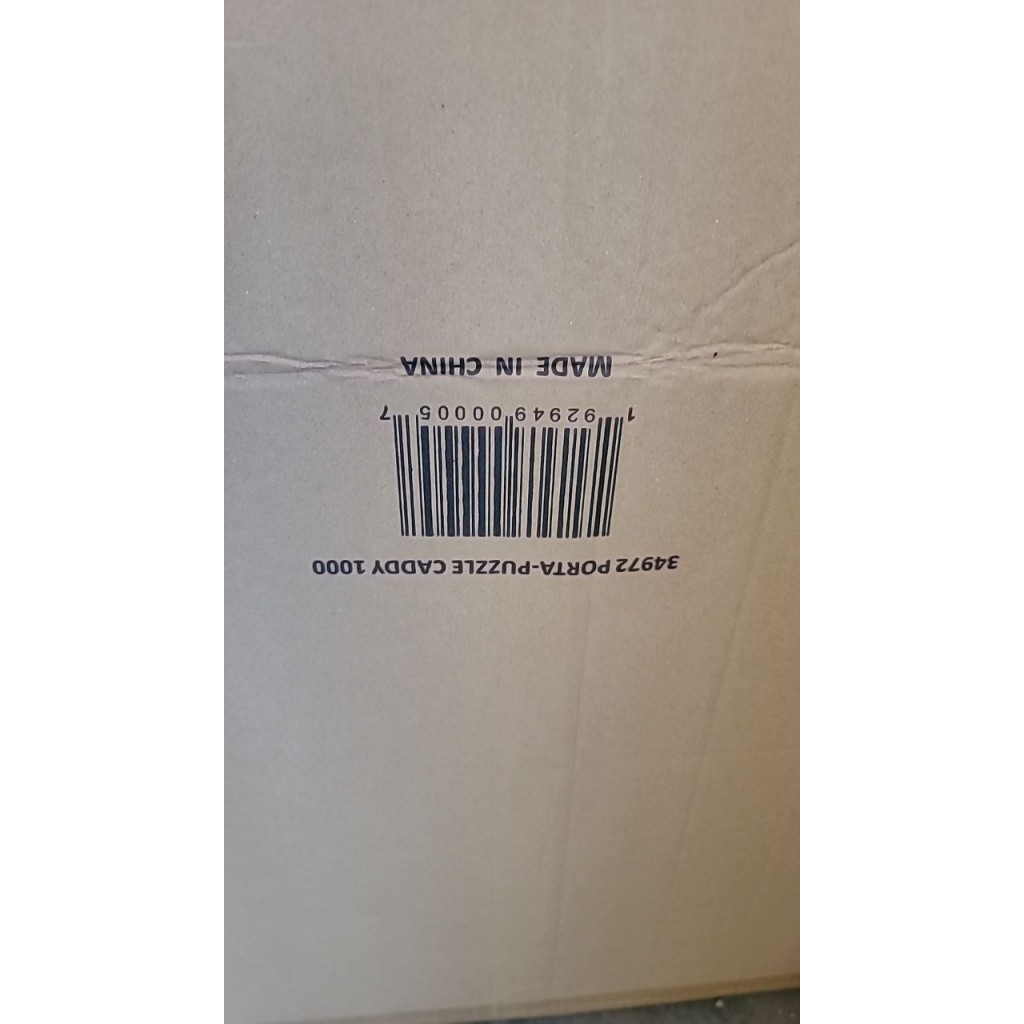 34972 PORTA-PUZZLE CADDY 1000
1 92949 00005 7
MADE IN CHINA